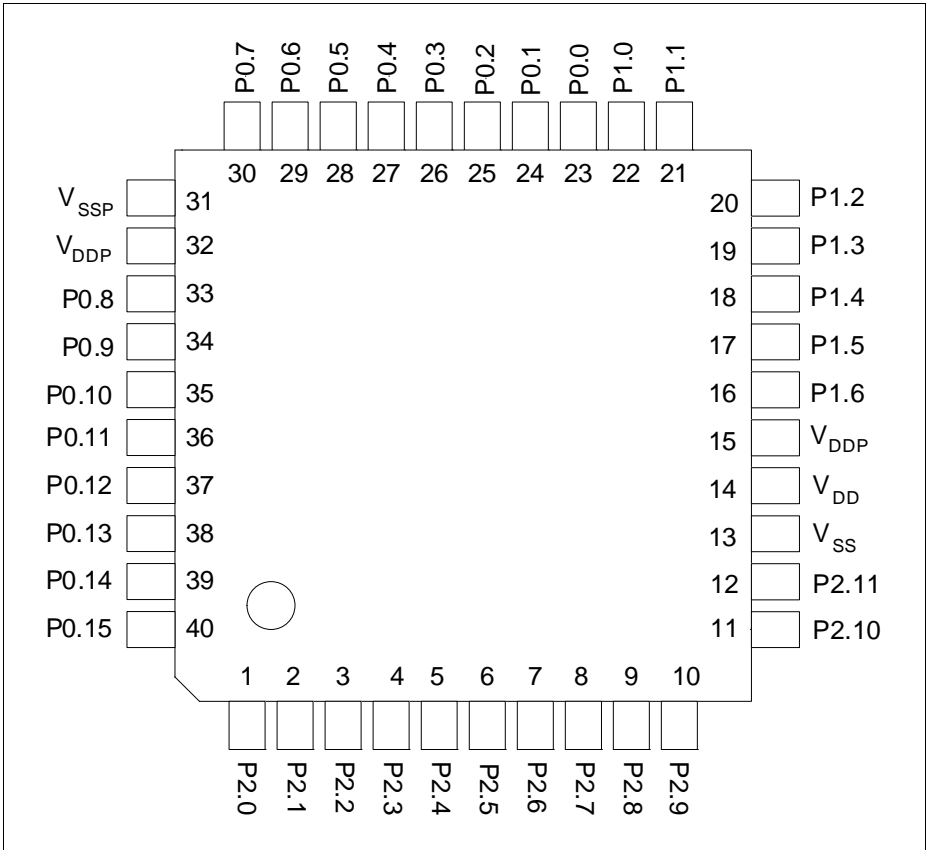 P0.7 P0.6 P0.5 P0.4 P0.3 P0.2 P0.1 P0.0 P1.0 P1.1
30 29 28 27 26 25 24 23 22 21
VSSP 31 20 P1.2
VDDP 32 19 P1.3
P0.8 33 18 P1.4
P0.9 34 17 P1.5
P0.10 35 16 P1.6
P0.11 36 15 VDDP
P0.12 37 14 VDD
P0.13 38 13 VSS
P0.14 39 12 P2.11
P0.15 40 11 P2.10
1 2 3 4 5 6 7 8 9 10
P2.0 P2.1 P2.2 P2.3 P2.4 P2.5 P2.6 P2.7 P2.8 P2.9